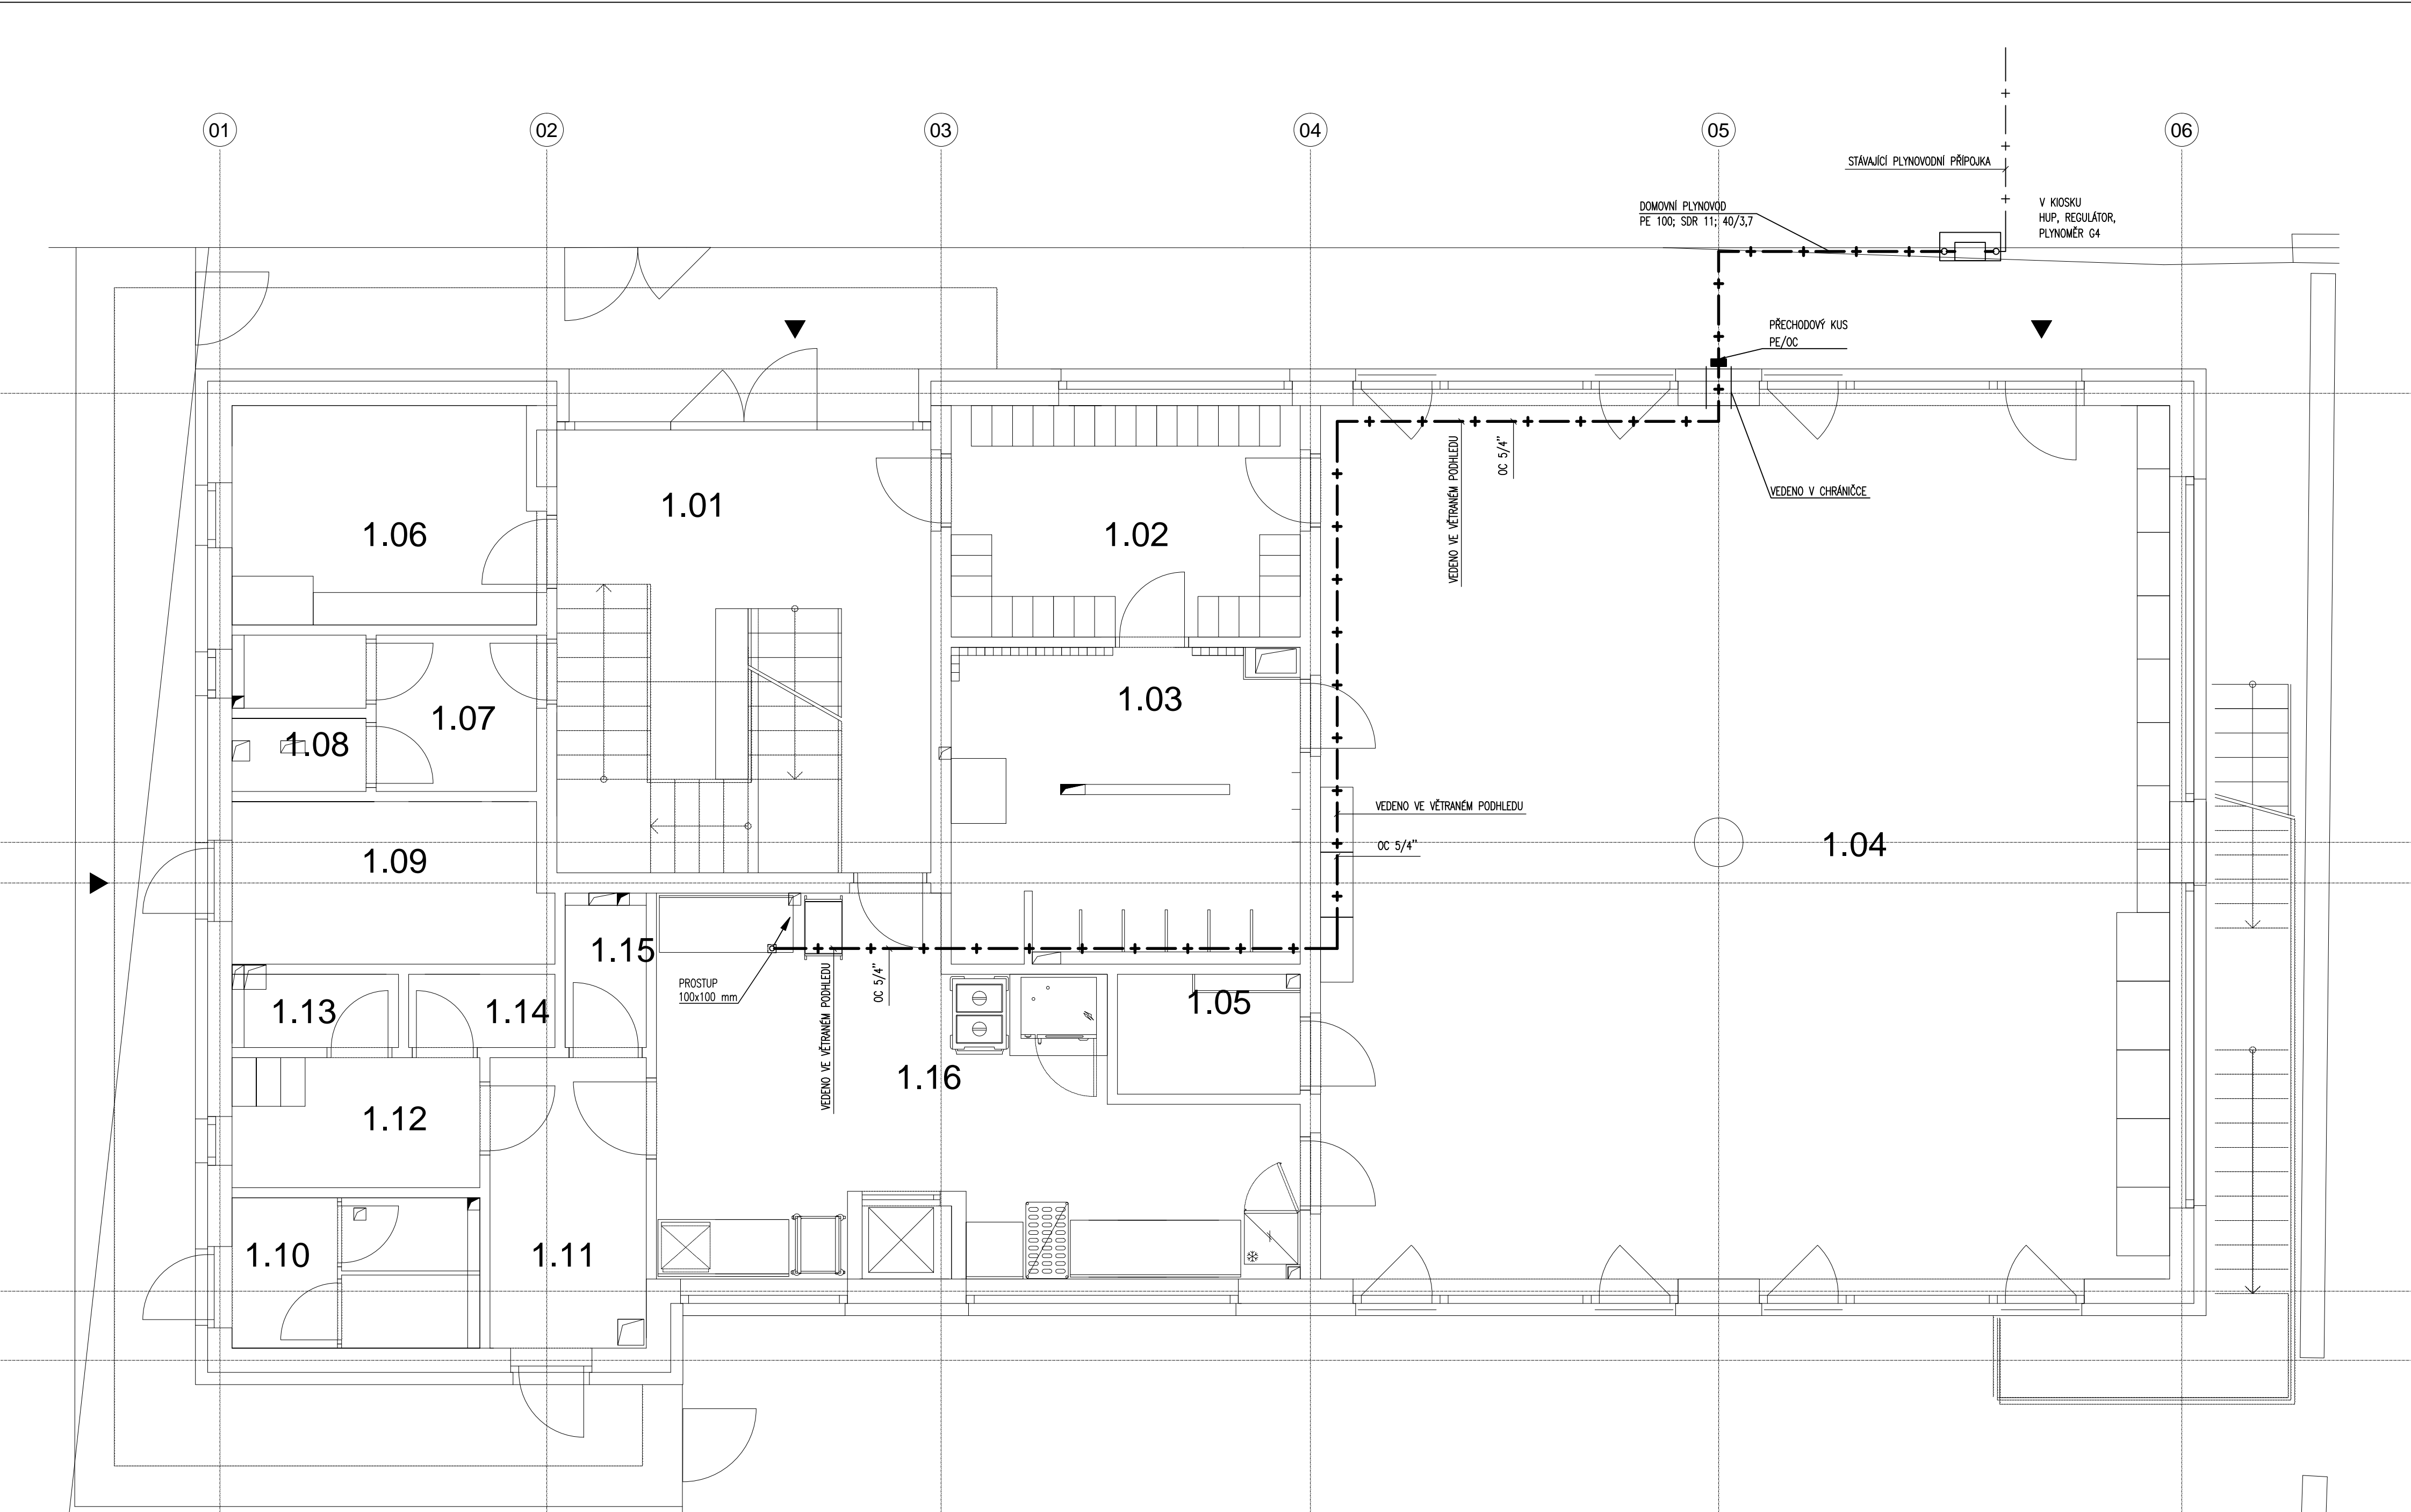 01
02
03
04
05
06
STÁVAJÍCÍ PLYNOVODNÍ PŘÍPOJKA
DOMOVNÍ PLYNOVOD
PE 100; SDR 11; 40/3,7
V KIOSKU
HUP, REGULÁTOR,
PLYNOMĚR G4
PŘECHODOVÝ KUS
PE/OC
VEDENO VE VĚTRANÉM PODHLEDU
OC 5/4"
VEDENO V CHRÁNIČCE
1.01
1.06
1.02
1.03
1.07
1.08
VEDENO VE VĚTRANÉM PODHLEDU
OC 5/4"
1.04
1.09
1.15
PROSTUP
100x100 mm
VEDENO VE VĚTRANÉM PODHLEDU
OC 5/4"
1.13
1.14
1.05
1.16
1.12
1.10
1.11